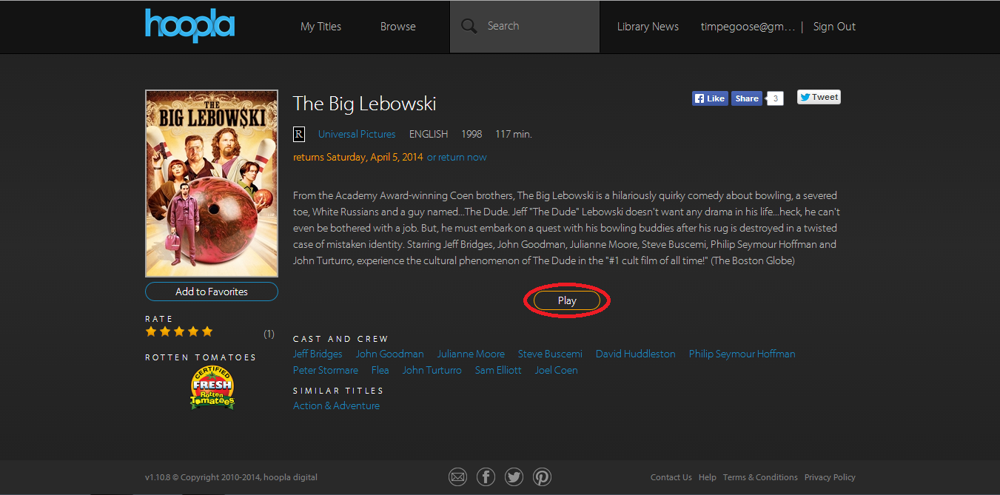 hoopla
My Titles
Browse
Search
Library News
timpegoose@gm…
|
Sign Out
THE
BIG LEBOWSKI
The Big Lebowski
Like
Share
3
Tweet
R
Universal Pictures
ENGLISH
1998
117 min.
returns Saturday, April 5, 2014 or return now
From the Academy Award-winning Coen brothers, The Big Lebowski is a hilariously quirky comedy about bowling, a severed
toe, White Russians and a guy named...The Dude. Jeff "The Dude" Lebowski doesn't want any drama in his life...heck, he can't
even be bothered with a job. But, he must embark on a quest with his bowling buddies after his rug is destroyed in a twisted
case of mistaken identity. Starring Jeff Bridges, John Goodman, Julianne Moore, Steve Buscemi, Philip Seymour Hoffman and
John Turturro, experience the cultural phenomenon of The Dude in the "#1 cult film of all time!" (The Boston Globe)
Add to Favorites
Play
RATE
(1)
ROTTEN TOMATOES
CERTIFIED
FRESH
Rotten
Tomatoes
CAST AND CREW
Jeff Bridges John Goodman Julianne Moore Steve Buscemi David Huddleston Philip Seymour Hoffman
Peter Stormare Flea John Turturro Sam Elliott Joel Coen
SIMILAR TITLES
Action & Adventure
v1.10.8 © Copyright 2010-2014, hoopla digital
Contact Us Help Terms & Conditions Privacy Policy